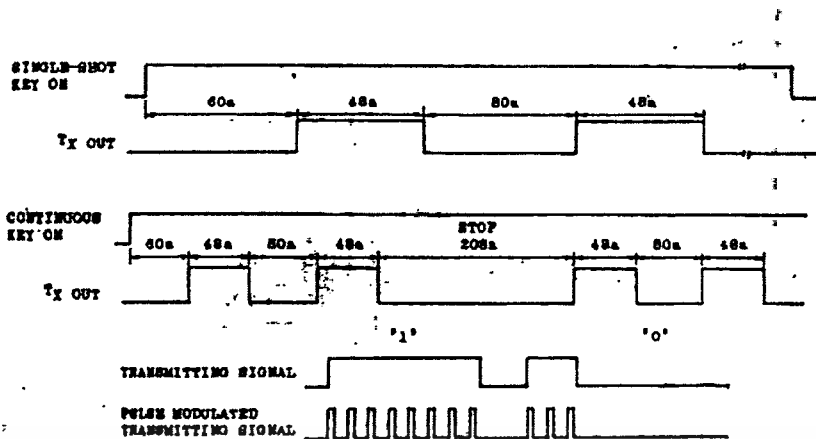 SINGLE-SHOT
KEY ON
60a 48a 80a 48a
TX OUT
CONTINUOUS
KEY ON
STOP
60a 48a 80a 48a 208a 48a 80a 48a
TX OUT
"1" "0"
TRANSMITTING SIGNAL
PULSE MODULATED
TRANSMITTING SIGNAL